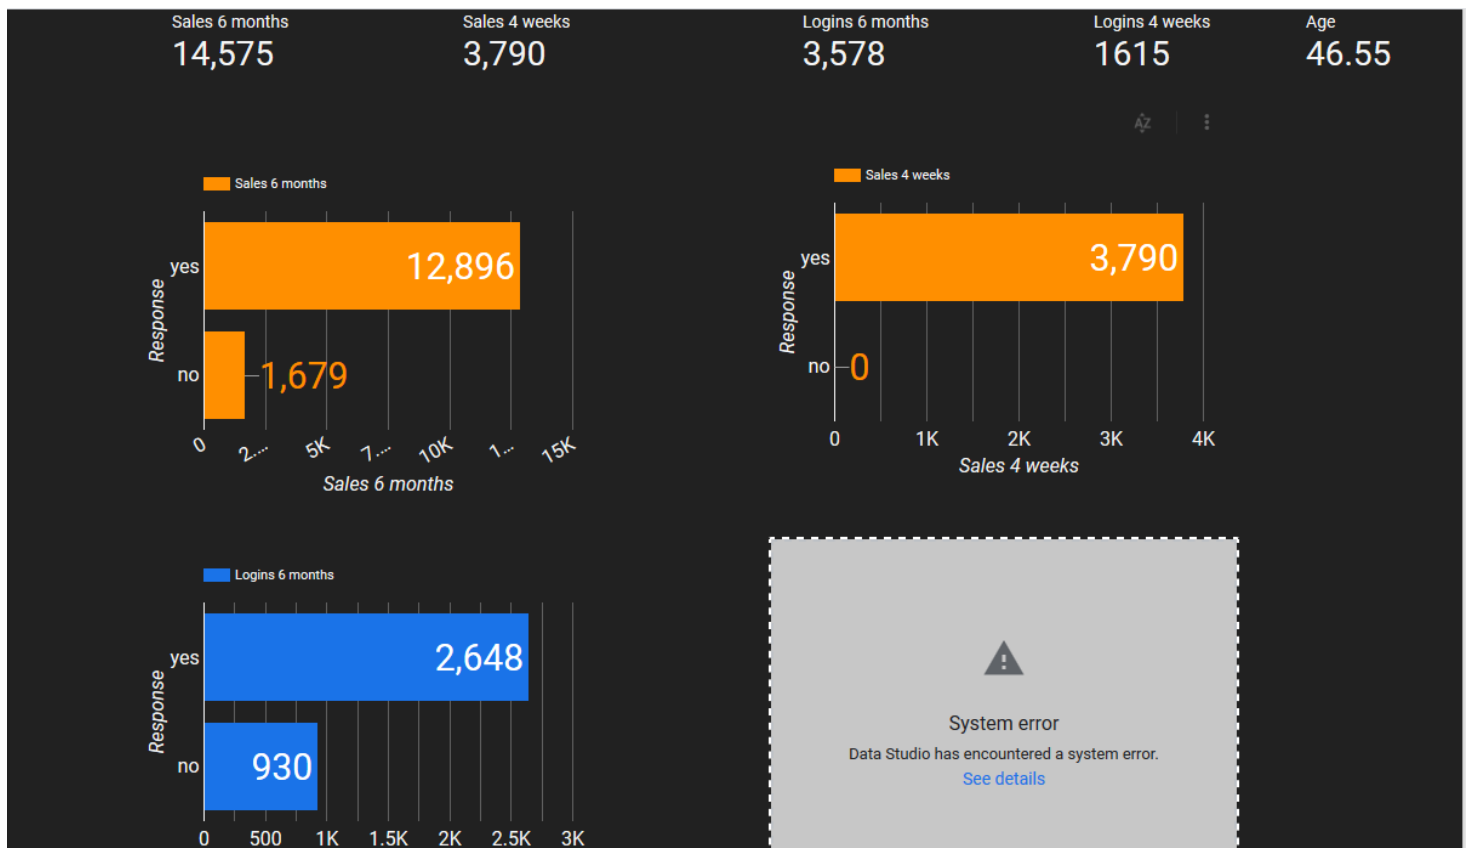 Sales 6 months
14,575
Sales 4 weeks
3,790
Logins 6 months
3,578
Logins 4 weeks
1615
Age
46.55
AZ
Sales 6 months
yes
12,896
no
1,679
Response
0 2.... 5K 7.... 10K 1... 15K
Sales 6 months
Sales 4 weeks
yes
3,790
no
0
Response
0 1K 2K 3K 4K
Sales 4 weeks
Logins 6 months
yes
2,648
no
930
Response
0 500 1K 1.5K 2K 2.5K 3K
System error
Data Studio has encountered a system error.
See details